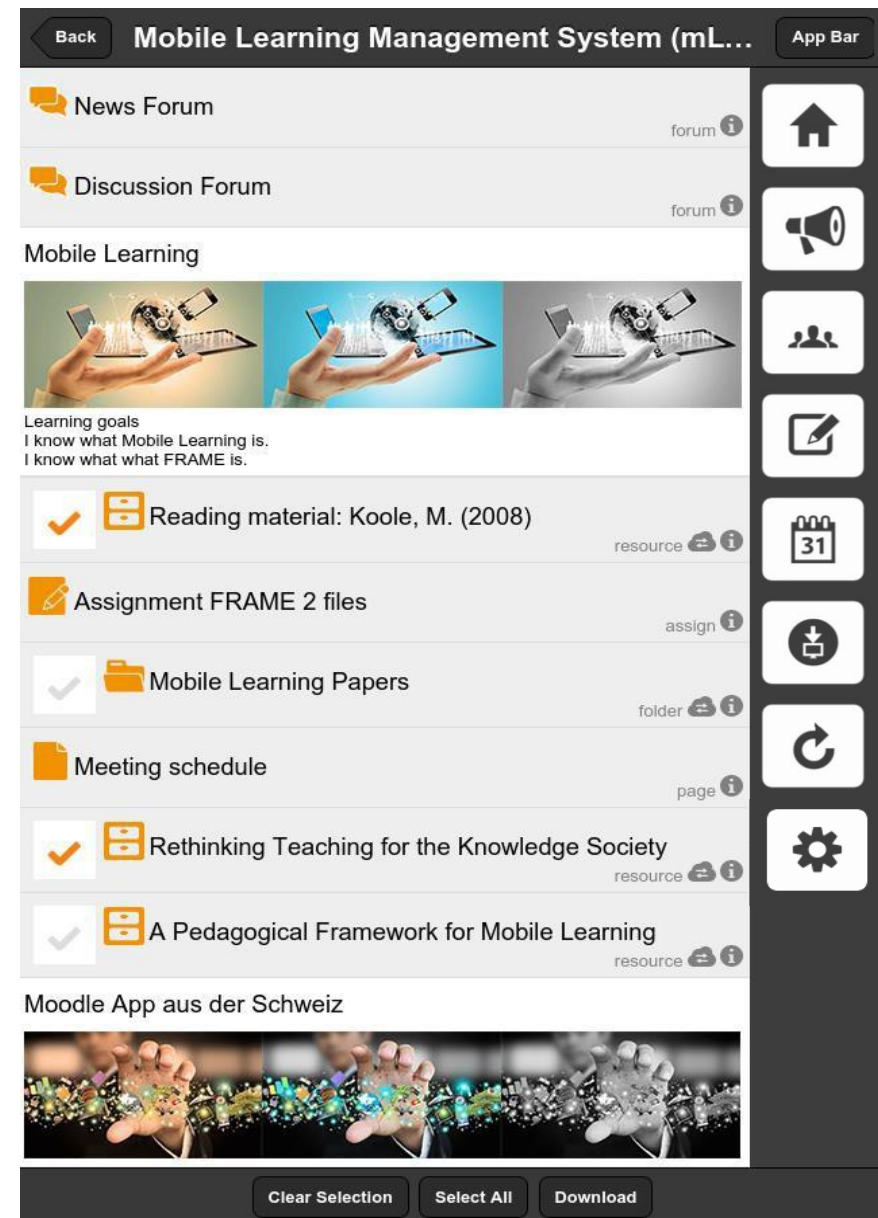 Back
Mobile Learning Management System (mL...
App Bar
News Forum
forum
Discussion Forum
forum
Mobile Learning
Learning goals
I know what Mobile Learning is.
I know what what FRAME is.
Reading material: Koole, M. (2008)
resource
31
Assignment FRAME 2 files
assign
Mobile Learning Papers
folder
Meeting schedule
page
Rethinking Teaching for the Knowledge Society
resource
A Pedagogical Framework for Mobile Learning
resource
Moodle App aus der Schweiz
Clear Selection
Select All
Download